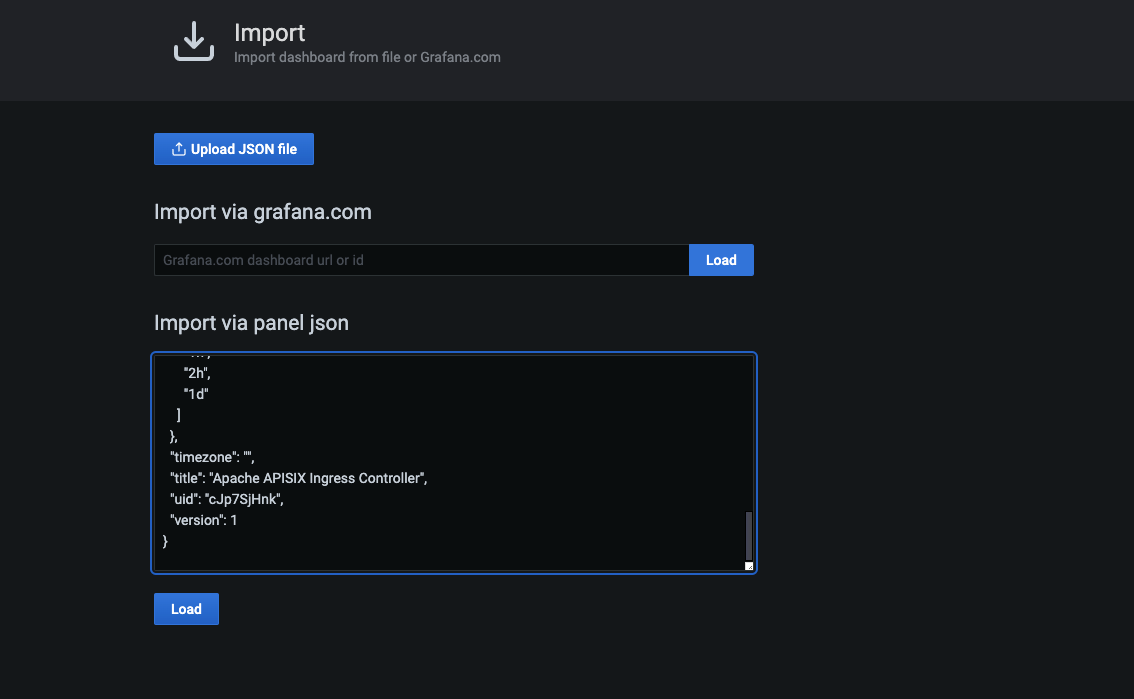 Import
Import dashboard from file or Grafana.com
Upload JSON file
Import via grafana.com
Grafana.com dashboard url or id
Load
Import via panel json
"2h",
"1d"
]
},
"timezone": "",
"title": "Apache APISIX Ingress Controller",
"uid": "cJp7SjHnk",
"version": 1
}
Load